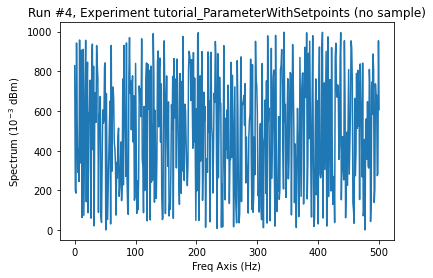 Run #4, Experiment tutorial_ParameterWithSetpoints (no sample)
1000
800
600
400
200
0
Spectrum (10⁻³ dBm)
0 100 200 300 400 500
Freq Axis (Hz)